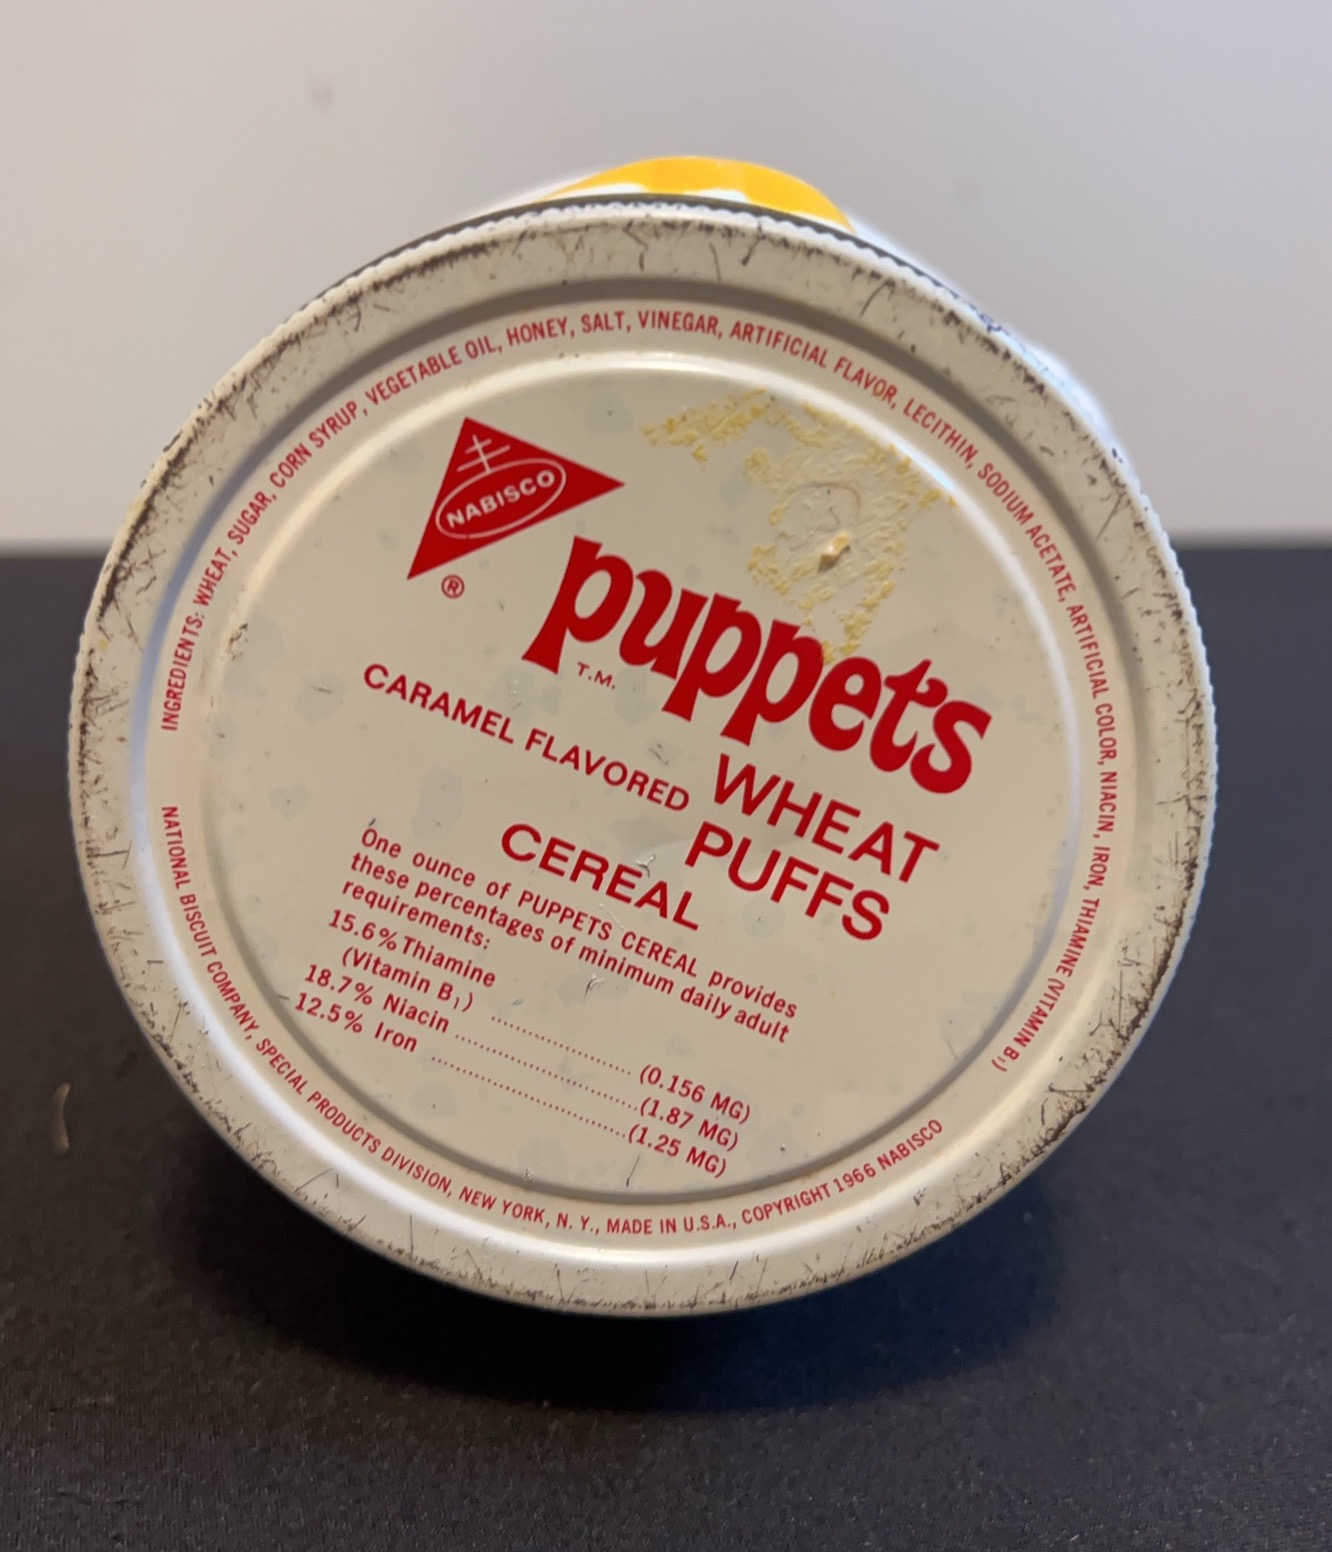 INGREDIENTS: WHEAT, SUGAR, CORN SYRUP, VEGETABLE OIL, HONEY, SALT, VINEGAR, ARTIFICIAL FLAVOR, LECITHIN, SODIUM ACETATE, ARTIFICIAL COLOR, NIACIN, IRON, THIAMINE (VITAMIN B₁)
NABISCO
®
puppets
T.M.
CARAMEL FLAVORED WHEAT
PUFFS
CEREAL
One ounce of PUPPETS CEREAL provides
these percentages of minimum daily adult
requirements:
15.6% Thiamine
(Vitamin B₁) .......................... (0.156 MG)
18.7% Niacin ..............................(1.87 MG)
12.5% Iron ................................(1.25 MG)
NATIONAL BISCUIT COMPANY, SPECIAL PRODUCTS DIVISION, NEW YORK, N. Y., MADE IN U.S.A., COPYRIGHT 1966 NABISCO